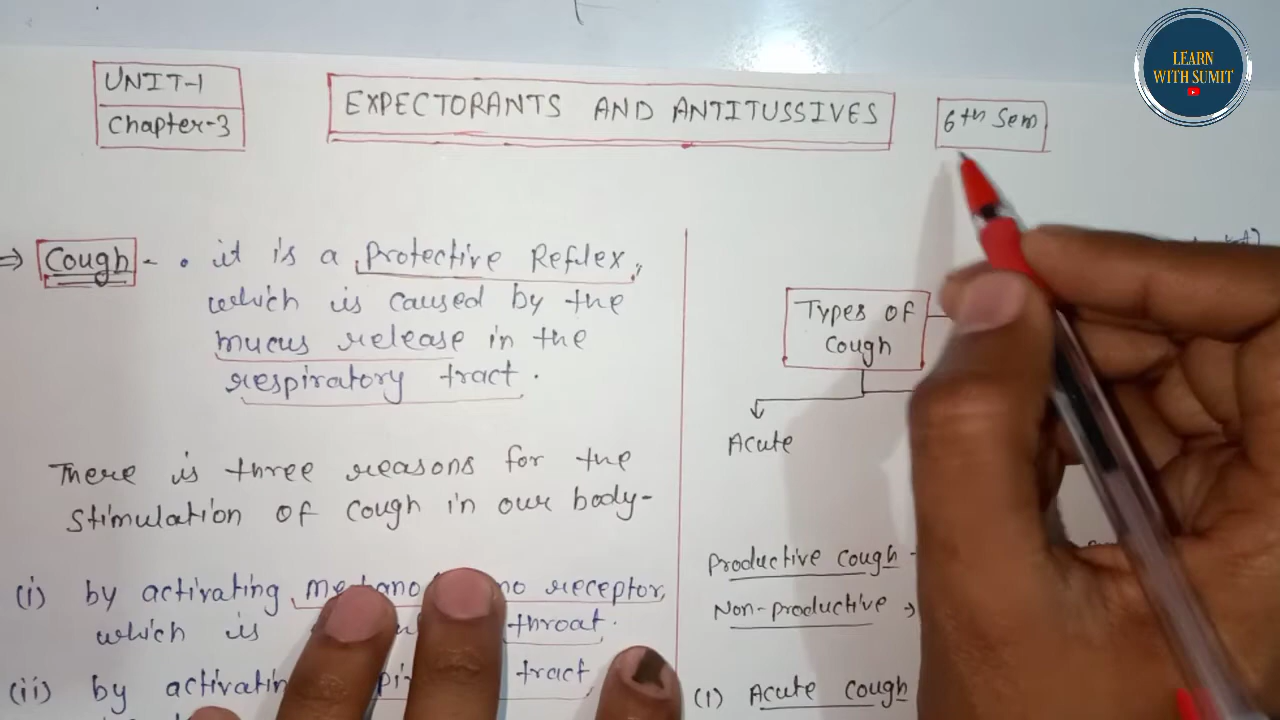 LEARN
WITH SUMIT
UNIT-1
Chapter-3
EXPECTORANTS AND ANTITUSSIVES
6th Sem
⇒ Cough - • it is a Protective Reflex,
which is caused by the
mucus release in the
respiratory tract.
There is three reasons for the
Stimulation of cough in our body-
(i) by activating receptor,
which is throat.
(ii) by tract
Types of
Cough
Acute
Productive cough -
Non-productive →
(1) Acute cough